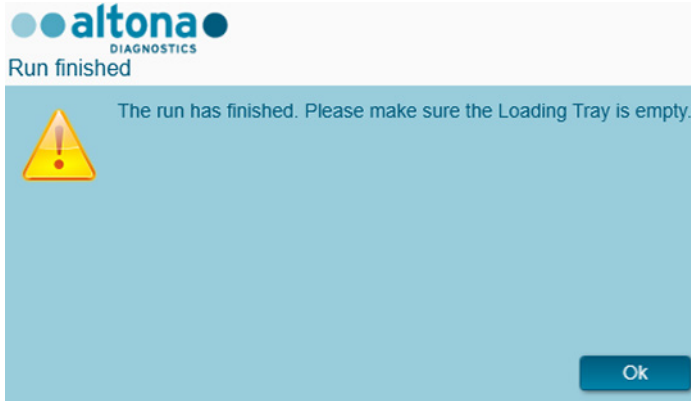 altona
DIAGNOSTICS
Run finished
The run has finished. Please make sure the Loading Tray is empty.
Ok